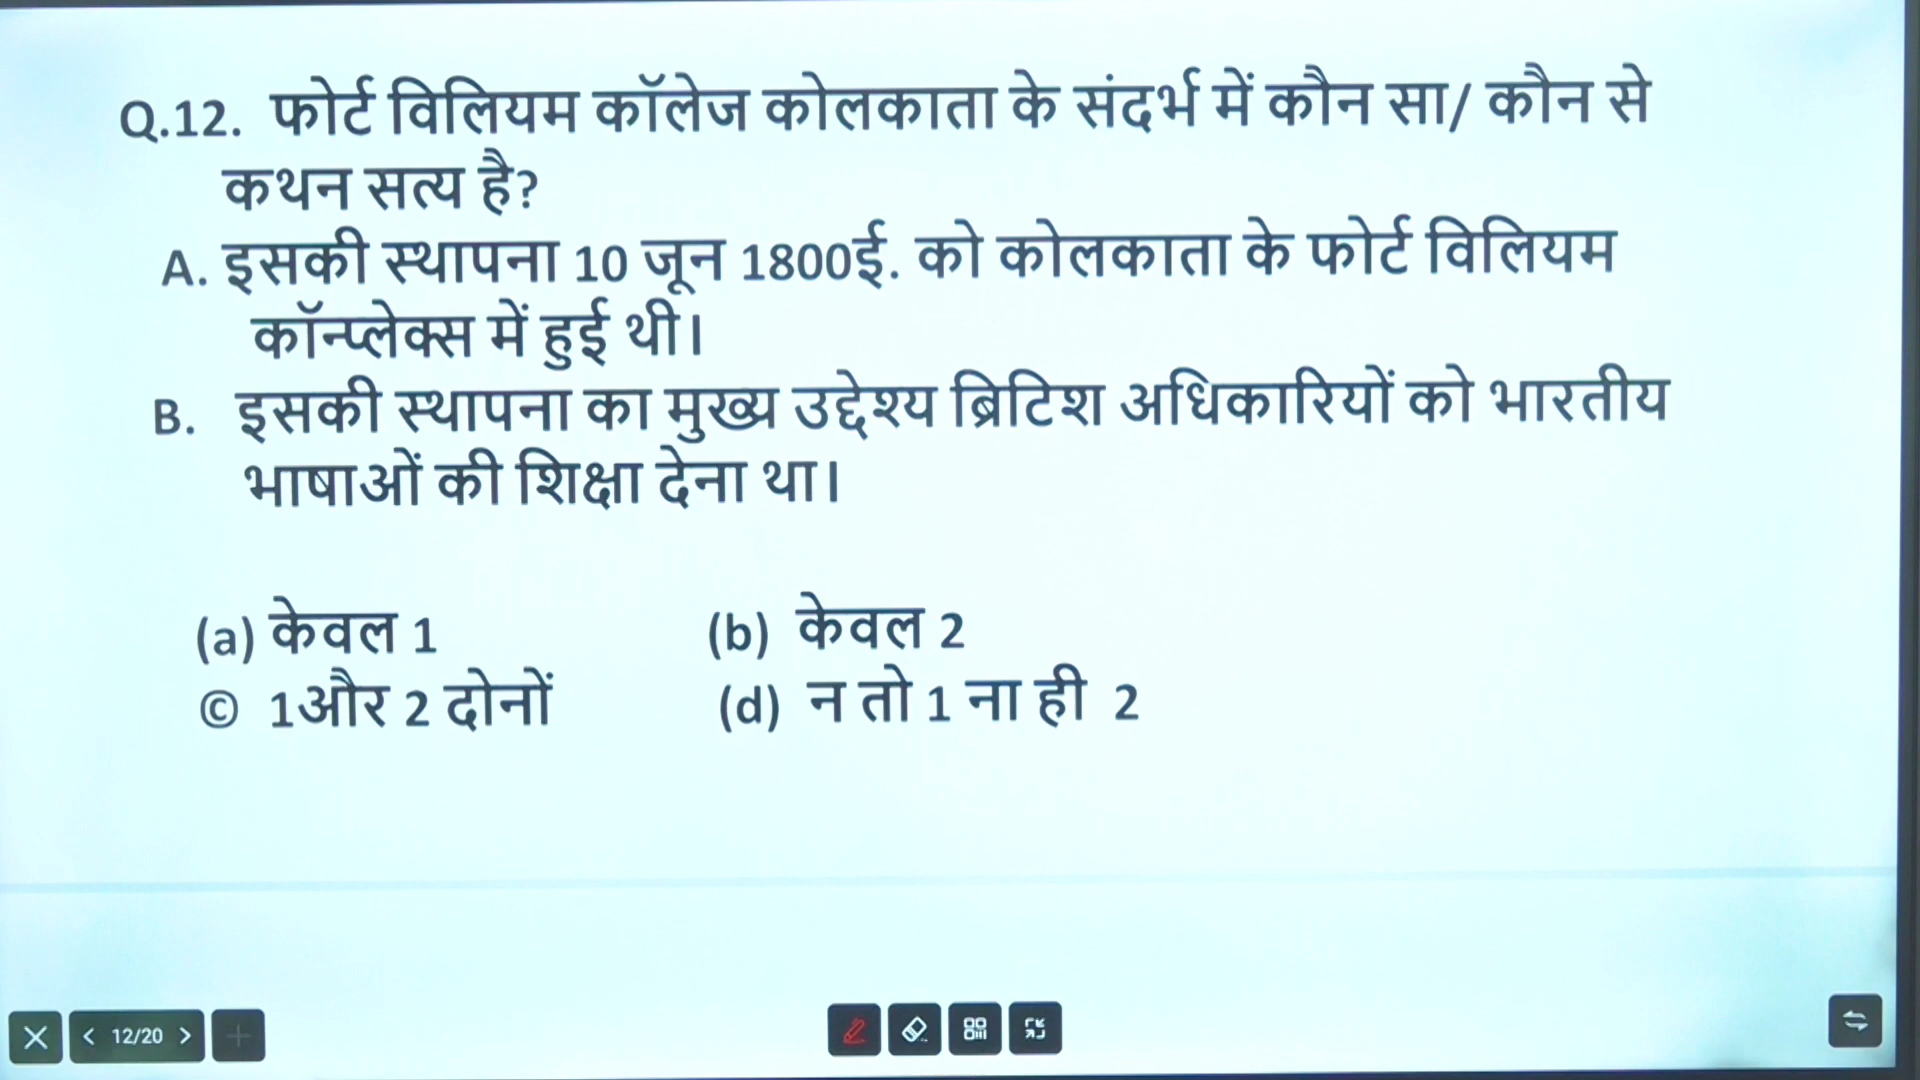 Q.12. फोर्ट विलियम कॉलेज कोलकाता के संदर्भ में कौन सा/ कौन से
कथन सत्य है?
A. इसकी स्थापना 10 जून 1800ई. को कोलकाता के फोर्ट विलियम
कॉन्प्लेक्स में हुई थी।
B. इसकी स्थापना का मुख्य उद्देश्य ब्रिटिश अधिकारियों को भारतीय
भाषाओं की शिक्षा देना था।
(a) केवल 1 (b) केवल 2
© 1और 2 दोनों (d) न तो 1 ना ही 2
12/20